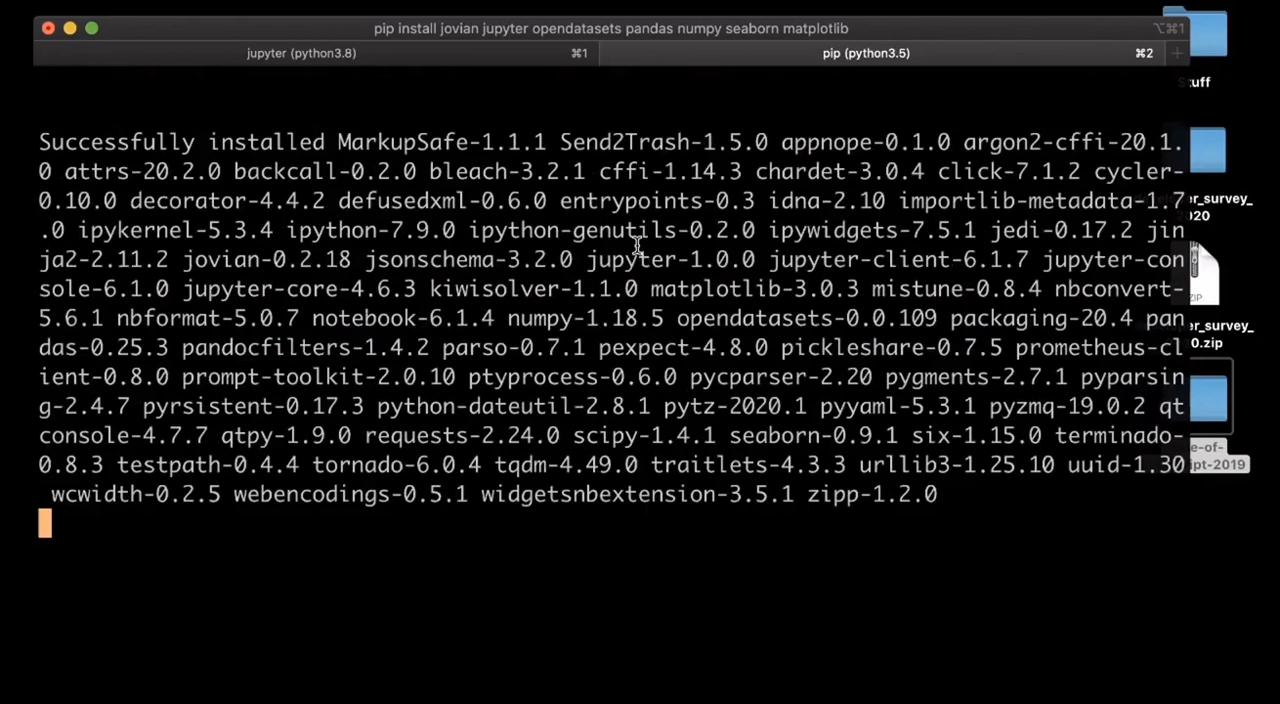 pip install jovian jupyter opendatasets pandas numpy seaborn matplotlib
⌥⌘1
jupyter (python3.8)
⌘1
pip (python3.5)
⌘2
Successfully installed MarkupSafe-1.1.1 Send2Trash-1.5.0 appnope-0.1.0 argon2-cffi-20.1.
0 attrs-20.2.0 backcall-0.2.0 bleach-3.2.1 cffi-1.14.3 chardet-3.0.4 click-7.1.2 cycler-
0.10.0 decorator-4.4.2 defusedxml-0.6.0 entrypoints-0.3 idna-2.10 importlib-metadata-1.7
.0 ipykernel-5.3.4 ipython-7.9.0 ipython-genutils-0.2.0 ipywidgets-7.5.1 jedi-0.17.2 jin
ja2-2.11.2 jovian-0.2.18 jsonschema-3.2.0 jupyter-1.0.0 jupyter-client-6.1.7 jupyter-con
sole-6.1.0 jupyter-core-4.6.3 kiwisolver-1.1.0 matplotlib-3.0.3 mistune-0.8.4 nbconvert-
5.6.1 nbformat-5.0.7 notebook-6.1.4 numpy-1.18.5 opendatasets-0.0.109 packaging-20.4 pan
das-0.25.3 pandocfilters-1.4.2 parso-0.7.1 pexpect-4.8.0 pickleshare-0.7.5 prometheus-cl
ient-0.8.0 prompt-toolkit-2.0.10 ptyprocess-0.6.0 pycparser-2.20 pygments-2.7.1 pyparsin
g-2.4.7 pyrsistent-0.17.3 python-dateutil-2.8.1 pytz-2020.1 pyyaml-5.3.1 pyzmq-19.0.2 qt
console-4.7.7 qtpy-1.9.0 requests-2.24.0 scipy-1.4.1 seaborn-0.9.1 six-1.15.0 terminado-
0.8.3 testpath-0.4.4 tornado-6.0.4 tqdm-4.49.0 traitlets-4.3.3 urllib3-1.25.10 uuid-1.30
wcwidth-0.2.5 webencodings-0.5.1 widgetsnbextension-3.5.1 zipp-1.2.0
tuff
er_survey_
2020
ZIP
per_survey_
0.zip
e-of-
ipt-2019